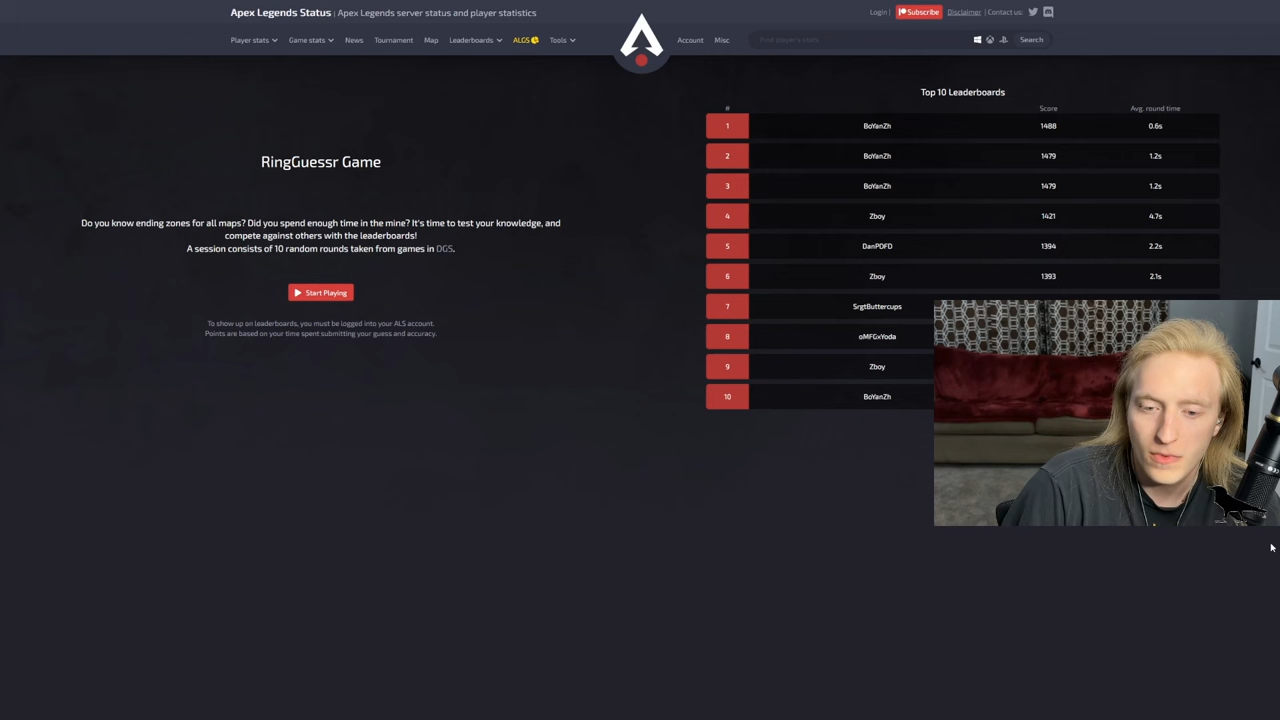 Apex Legends Status | Apex Legends server status and player statistics
Login | Subscribe Disclaimer | Contact us:
Player stats Game stats News Tournament Map Leaderboards ALGS Tools Account Misc Find player's stats Search
Top 10 Leaderboards
# Score Avg. round time
1 BoYanZh 1488 0.6s
2 BoYanZh 1479 1.2s
3 BoYanZh 1479 1.2s
4 Zboy 1421 4.7s
5 DanPDFD 1394 2.2s
6 Zboy 1393 2.1s
7 SrgtButtercups
8 oMFGxYoda
9 Zboy
10 BoYanZh
RingGuessr Game
Do you know ending zones for all maps? Did you spend enough time in the mine? It's time to test your knowledge, and
compete against others with the leaderboards!
A session consists of 10 random rounds taken from games in DGS.
Start Playing
To show up on leaderboards, you must be logged into your ALS account.
Points are based on your time spent submitting your guess and accuracy.